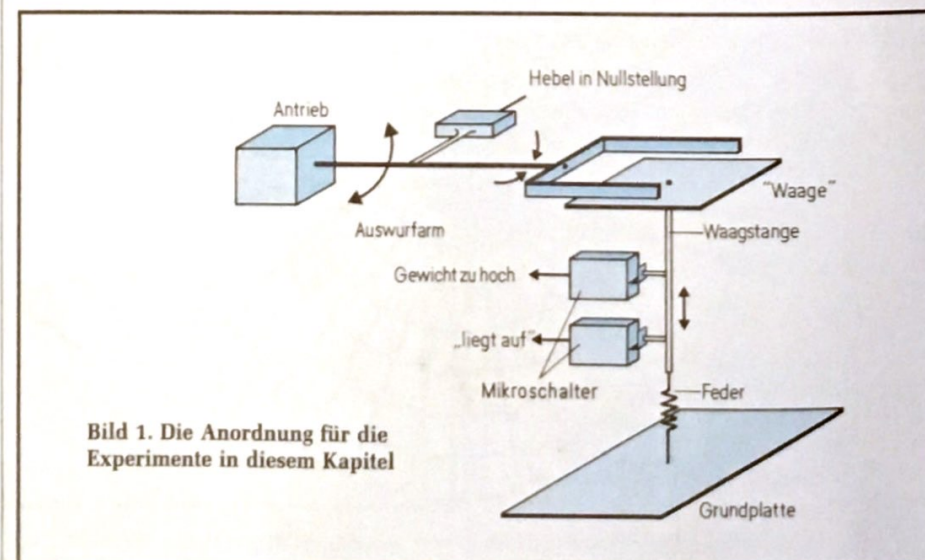 Hebel in Nullstellung
Antrieb
"Waage"
Auswurfarm
Waagstange
Gewicht zu hoch
„liegt auf"
Mikroschalter
Feder
Bild 1. Die Anordnung für die
Experimente in diesem Kapitel
Grundplatte